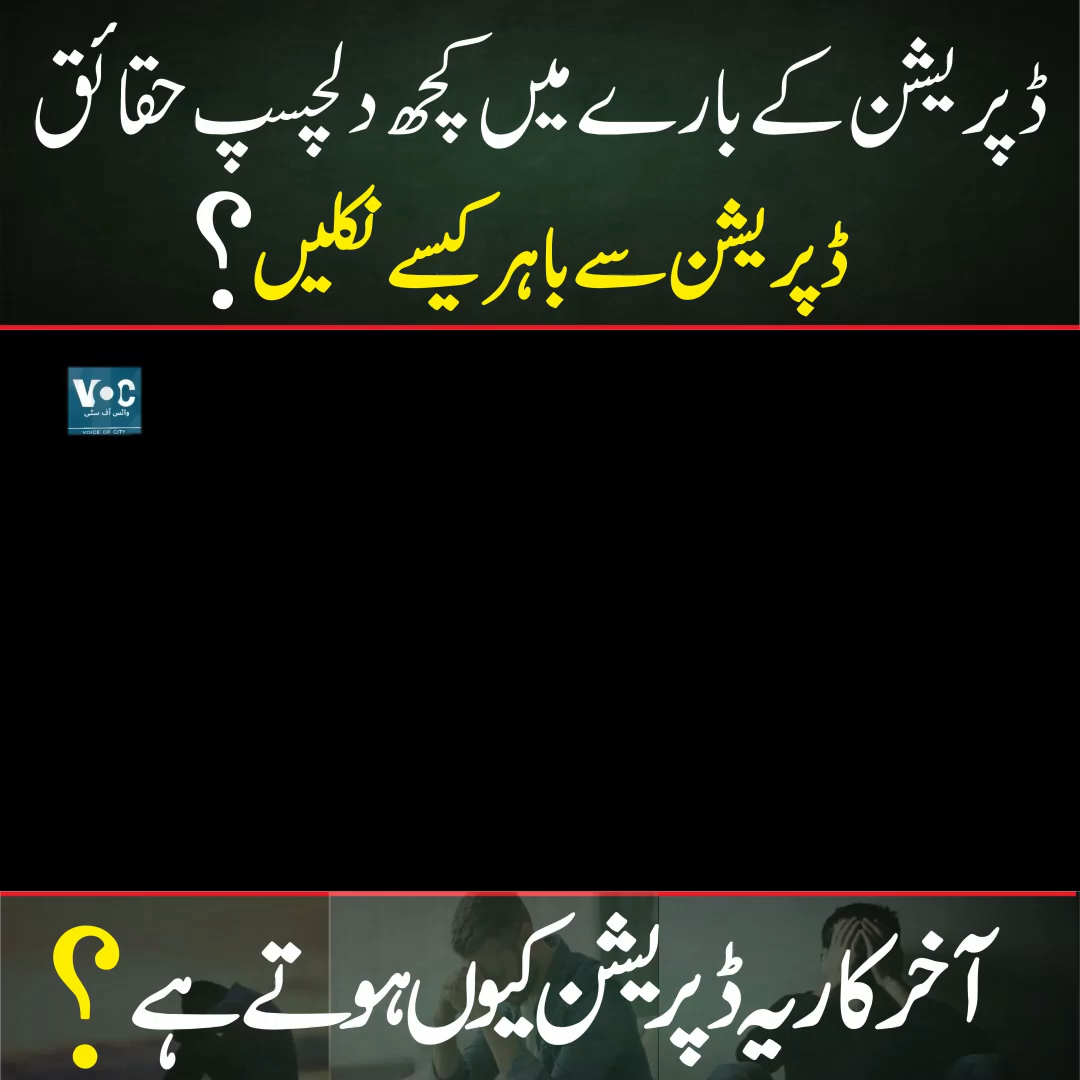 ڈپریشن کے بارے میں کچھ دلچسپ حقائق
ڈپریشن سے باہر کیسے نکلیں؟
VOC
وائس آف سٹی
VOICE OF CITY
آخر کار یہ ڈپریشن کیوں ہوتے ہے؟